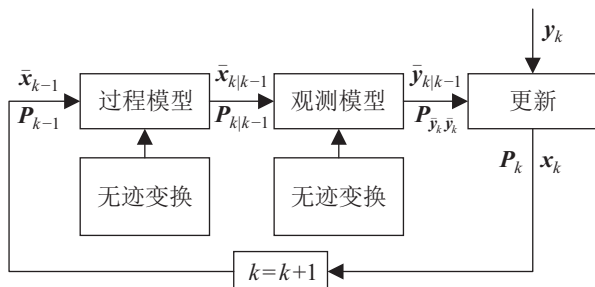 y_k
x̄_{k−1}
P_{k−1}
过程模型
x̄_{k|k−1}
P_{k|k−1}
观测模型
ȳ_{k|k−1}
P_{ȳ_k ȳ_k}
更新
无迹变换
无迹变换
P_k x_k
k=k+1